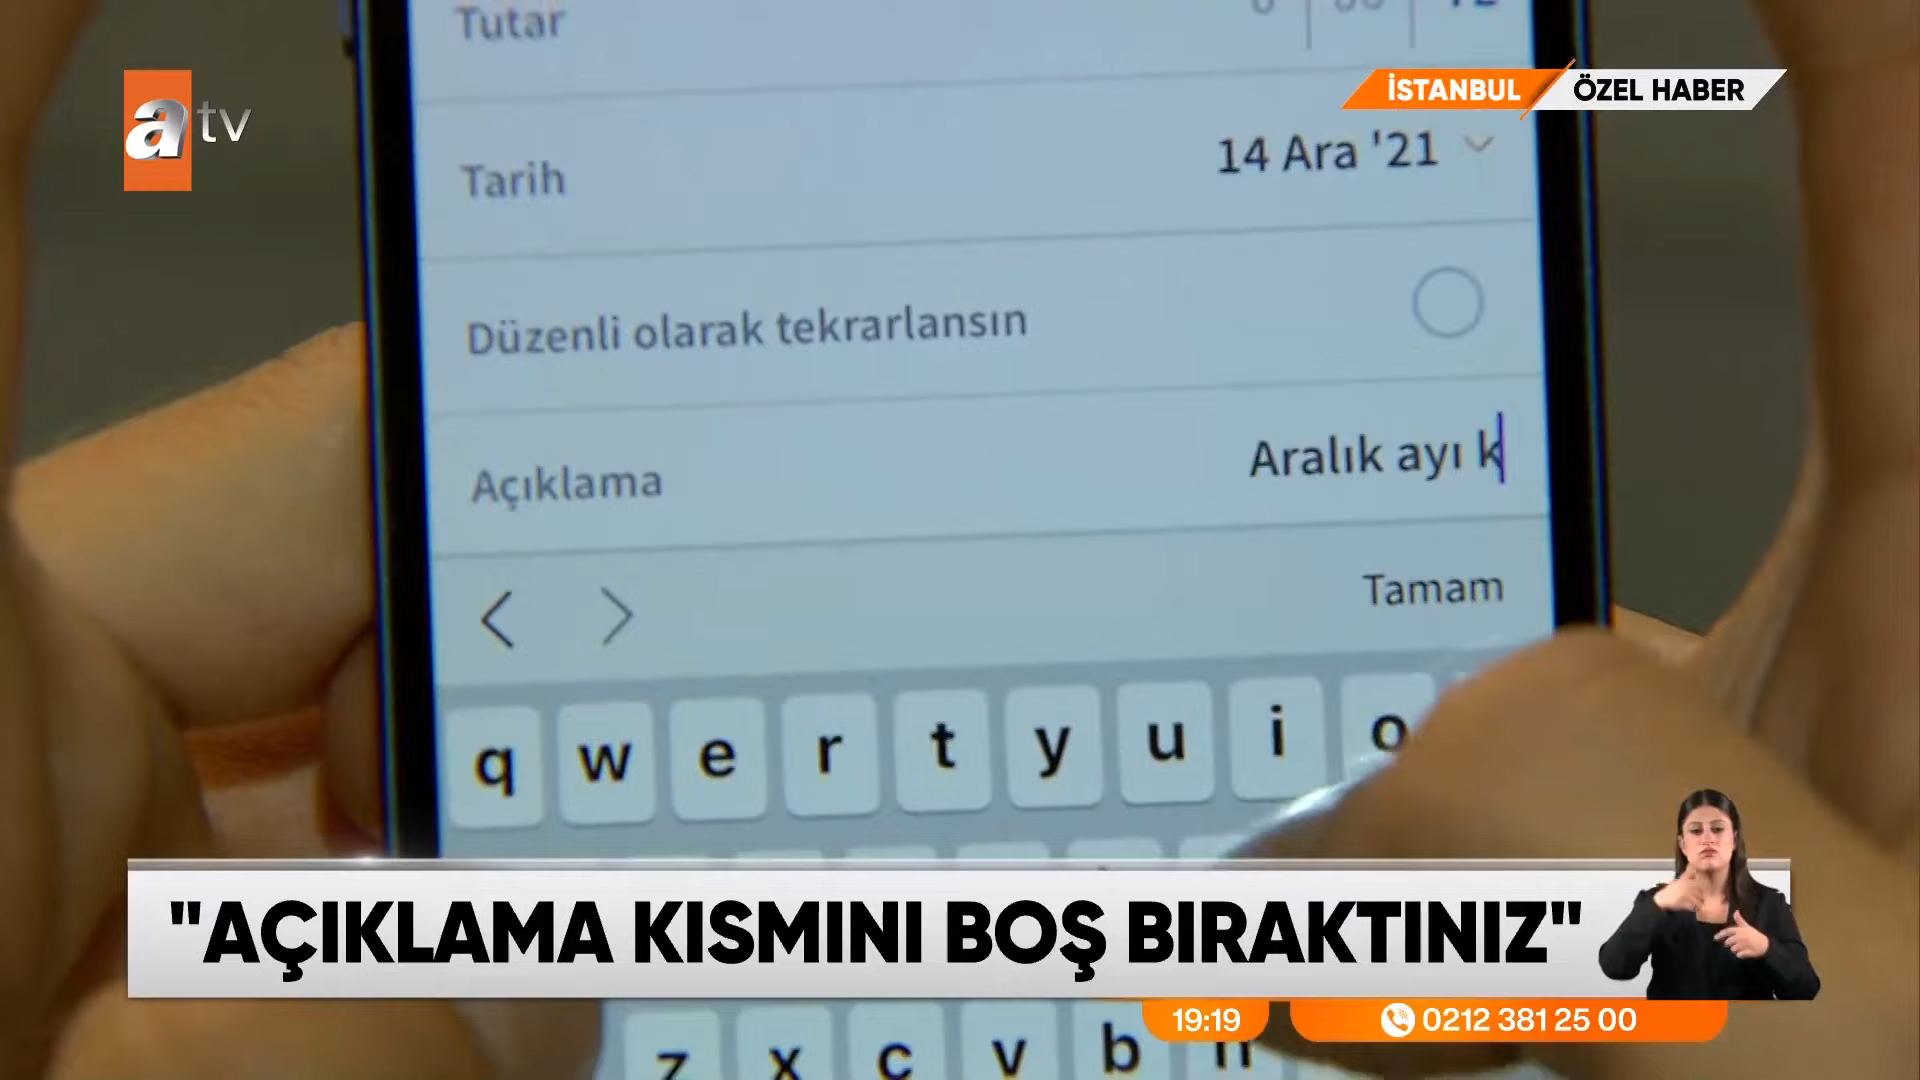 Tutar
a tv
İSTANBUL ÖZEL HABER
Tarih 14 Ara '21
Düzenli olarak tekrarlansın
Açıklama Aralık ayı k
Tamam
q w e r t y u i o
"AÇIKLAMA KISMINI BOŞ BIRAKTINIZ"
19:19 0212 381 25 00
z x c v b n